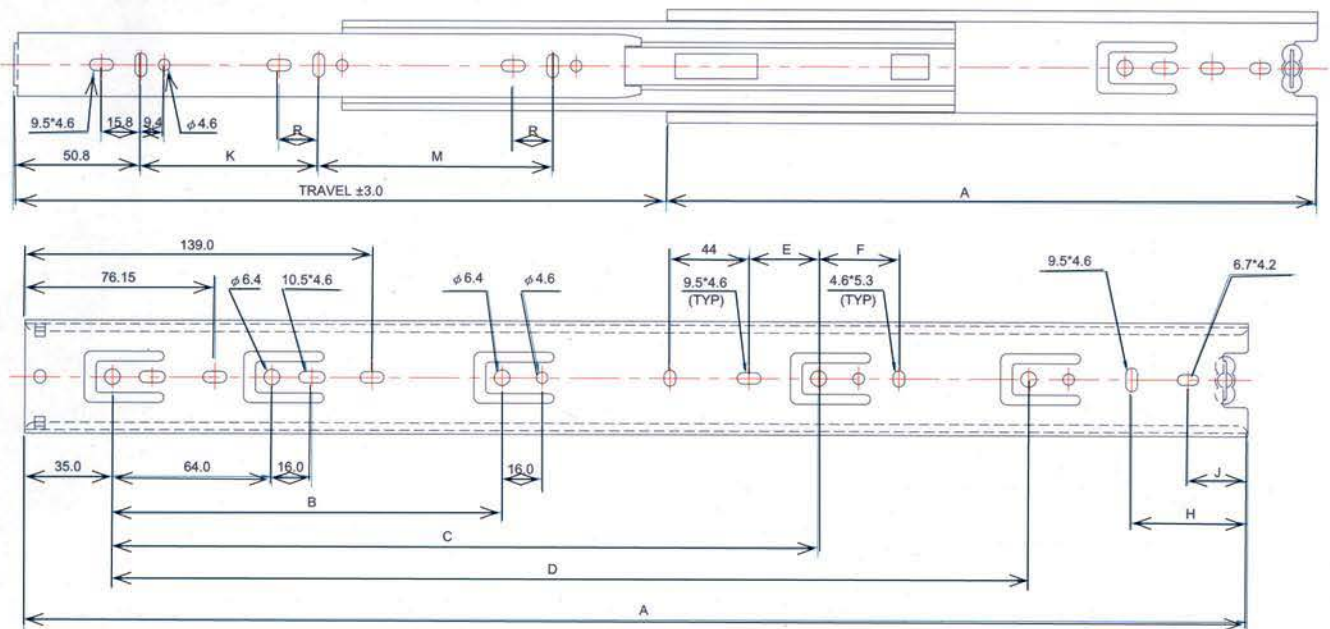 9.5*4.6 15.8 9.4 φ4.6 R R
50.8 K M
TRAVEL ±3.0 A
139.0 44 E F
76.15 φ6.4 10.5*4.6 φ6.4 φ4.6 9.5*4.6 4.6*5.3 9.5*4.6 6.7*4.2
(TYP) (TYP)
35.0 64.0 16.0 16.0 J
B H
C
D
A